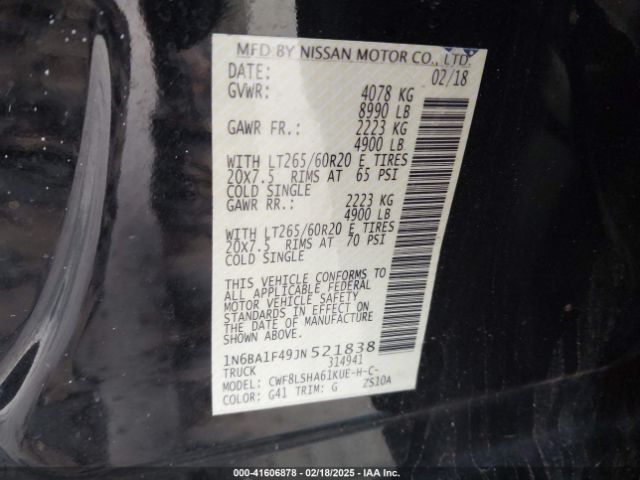 MFD BY NISSAN MOTOR CO., LTD.
DATE: 02/18
GVWR: 4078 KG
8990 LB
GAWR FR.: 2223 KG
4900 LB
WITH LT265/60R20 E TIRES
20X7.5 RIMS AT 65 PSI
COLD SINGLE
GAWR RR.: 2223 KG
4900 LB
WITH LT265/60R20 E TIRES
20X7.5 RIMS AT 70 PSI
COLD SINGLE
THIS VEHICLE CONFORMS TO
ALL APPLICABLE FEDERAL
MOTOR VEHICLE SAFETY
STANDARDS IN EFFECT ON
THE DATE OF MANUFACTURE
SHOWN ABOVE.
1N6BA1F49JN 521838
TRUCK 314941
MODEL: CWF8LSHA61KUE-H-C-
COLOR: G41 TRIM: G ZS10A
000-41606878 - 02/18/2025 - IAA Inc.